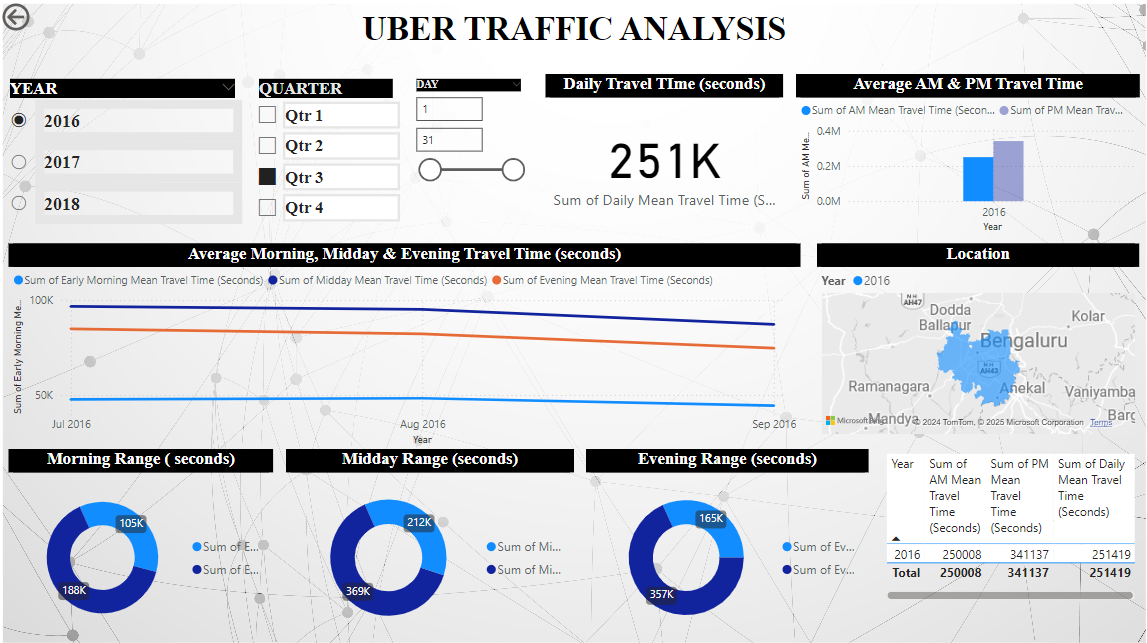 UBER TRAFFIC ANALYSIS
YEAR
2016
2017
2018
QUARTER
Qtr 1
Qtr 2
Qtr 3
Qtr 4
DAY
1
31
Daily Travel TIme (seconds)
251K
Sum of Daily Mean Travel Time (S...
Average AM & PM Travel Time
Sum of AM Mean Travel Time (Secon... Sum of PM Mean Trav...
Sum of AM Me...
0.4M
0.2M
0.0M
2016
Year
Average Morning, Midday & Evening Travel Time (seconds)
Sum of Early Morning Mean Travel Time (Seconds) Sum of Midday Mean Travel Time (Seconds) Sum of Evening Mean Travel Time (Seconds)
Sum of Early Morning Me...
100K
50K
Jul 2016 Aug 2016 Sep 2016
Year
Location
Year 2016
NH
AH47
Dodda
Ballapur
Kolar
Bengaluru
NH
AH43
Ramanagara
Anekal
Vaniyamba
Mandya
Barg
Microsoft
© 2024 TomTom, © 2025 Microsoft Corporation Terms
Morning Range ( seconds)
105K
188K
Sum of E...
Sum of E...
Midday Range (seconds)
212K
369K
Sum of Mi...
Sum of Mi...
Evening Range (seconds)
165K
357K
Sum of Ev...
Sum of Ev...
Year Sum of AM Mean Travel Time (Seconds) Sum of PM Mean Travel Time (Seconds) Sum of Daily Mean Travel Time (Seconds)
2016 250008 341137 251419
Total 250008 341137 251419